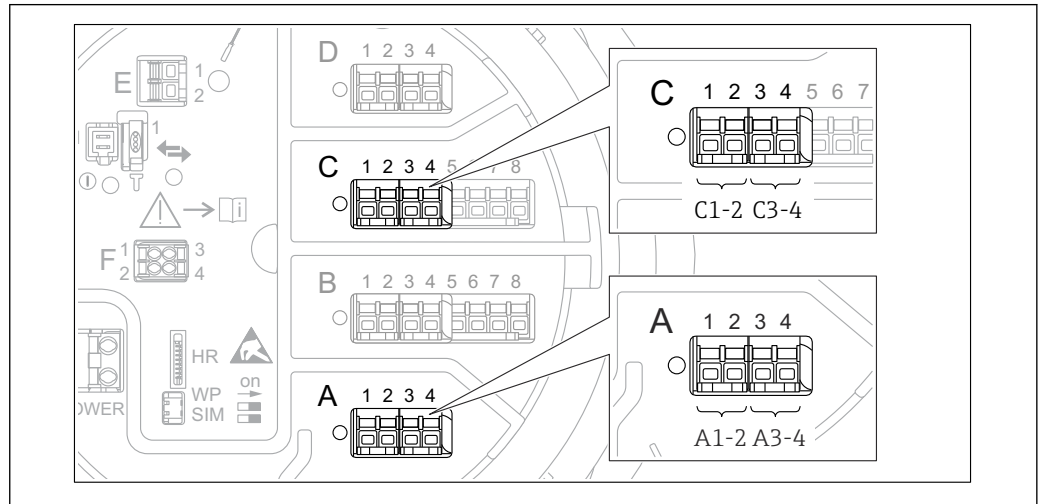 D 1 2 3 4
E 1
2
1
C 1 2 3 4 5 6 7 8
C 1 2 3 4 5 6 7
C1-2 C3-4
i
F 1 2 3 4
B 1 2 3 4 5 6 7 8
A 1 2 3 4
A1-2 A3-4
HR
WP on
SIM
OWER
A 1 2 3 4